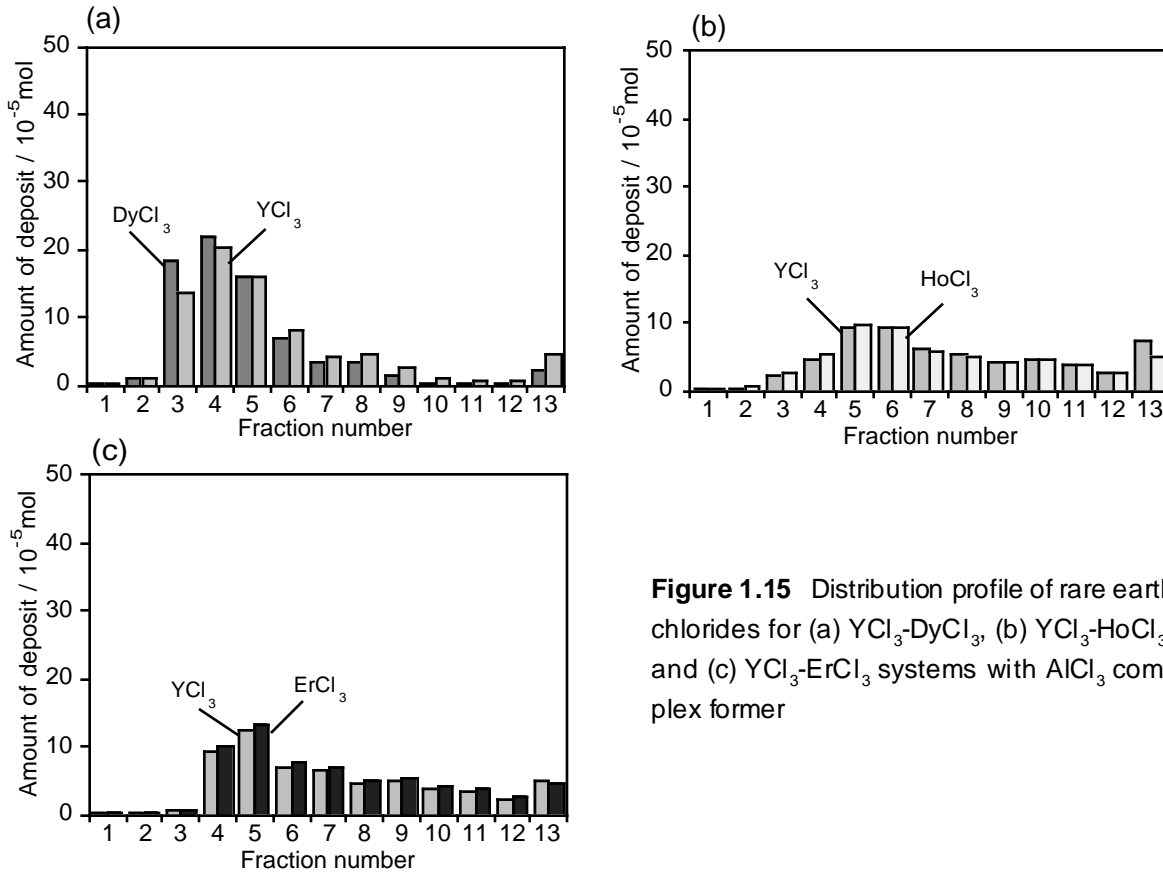 (a)
Amount of deposit / 10⁻⁵mol
50
40
30
20
10
0
DyCl₃
YCl₃
1 2 3 4 5 6 7 8 9 10 11 12 13
Fraction number
(b)
Amount of deposit / 10⁻⁵mol
50
40
30
20
10
0
YCl₃
HoCl₃
1 2 3 4 5 6 7 8 9 10 11 12 13
Fraction number
(c)
Amount of deposit / 10⁻⁵mol
50
40
30
20
10
0
YCl₃
ErCl₃
1 2 3 4 5 6 7 8 9 10 11 12 13
Fraction number
Figure 1.15 Distribution profile of rare earth
chlorides for (a) YCl₃-DyCl₃, (b) YCl₃-HoCl₃
and (c) YCl₃-ErCl₃ systems with AlCl₃ com
plex former